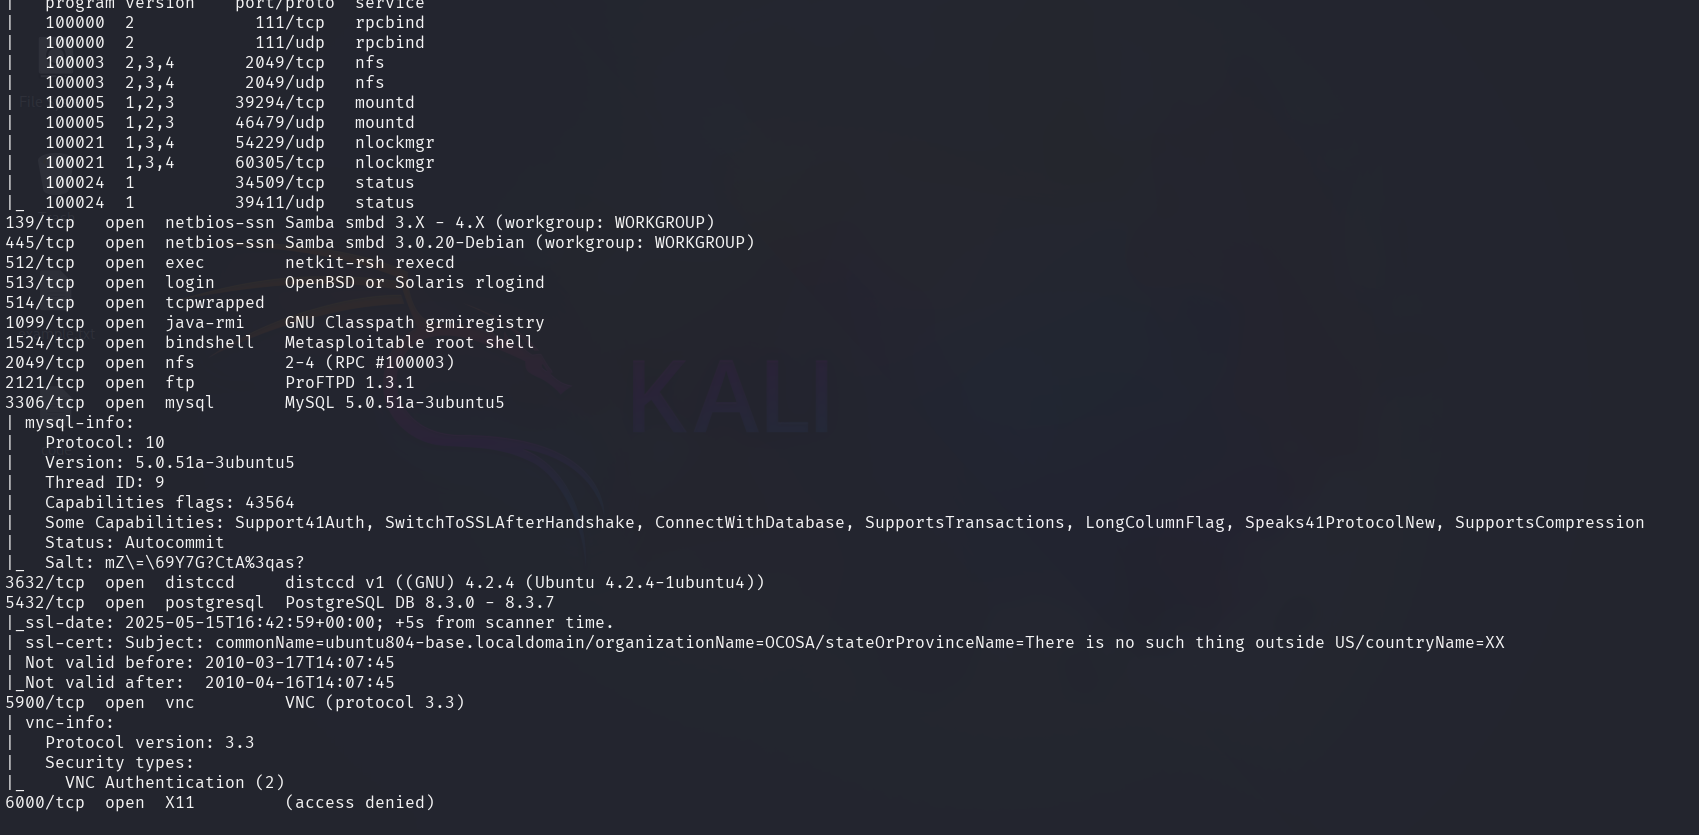 |   program version    port/proto  service
|   100000  2            111/tcp   rpcbind
|   100000  2            111/udp   rpcbind
|   100003  2,3,4       2049/tcp   nfs
|   100003  2,3,4       2049/udp   nfs
|   100005  1,2,3      39294/tcp   mountd
|   100005  1,2,3      46479/udp   mountd
|   100021  1,3,4      54229/udp   nlockmgr
|   100021  1,3,4      60305/tcp   nlockmgr
|   100024  1          34509/tcp   status
|_  100024  1          39411/udp   status
139/tcp   open  netbios-ssn Samba smbd 3.X - 4.X (workgroup: WORKGROUP)
445/tcp   open  netbios-ssn Samba smbd 3.0.20-Debian (workgroup: WORKGROUP)
512/tcp   open  exec        netkit-rsh rexecd
513/tcp   open  login       OpenBSD or Solaris rlogind
514/tcp   open  tcpwrapped
1099/tcp  open  java-rmi    GNU Classpath grmiregistry
1524/tcp  open  bindshell   Metasploitable root shell
2049/tcp  open  nfs         2-4 (RPC #100003)
2121/tcp  open  ftp         ProFTPD 1.3.1
3306/tcp  open  mysql       MySQL 5.0.51a-3ubuntu5
| mysql-info:
|   Protocol: 10
|   Version: 5.0.51a-3ubuntu5
|   Thread ID: 9
|   Capabilities flags: 43564
|   Some Capabilities: Support41Auth, SwitchToSSLAfterHandshake, ConnectWithDatabase, SupportsTransactions, LongColumnFlag, Speaks41ProtocolNew, SupportsCompression
|   Status: Autocommit
|_  Salt: mZ\=\69Y7G?CtA%3qas?
3632/tcp  open  distccd     distccd v1 ((GNU) 4.2.4 (Ubuntu 4.2.4-1ubuntu4))
5432/tcp  open  postgresql  PostgreSQL DB 8.3.0 - 8.3.7
|_ssl-date: 2025-05-15T16:42:59+00:00; +5s from scanner time.
| ssl-cert: Subject: commonName=ubuntu804-base.localdomain/organizationName=OCOSA/stateOrProvinceName=There is no such thing outside US/countryName=XX
| Not valid before: 2010-03-17T14:07:45
|_Not valid after:  2010-04-16T14:07:45
5900/tcp  open  vnc         VNC (protocol 3.3)
| vnc-info:
|   Protocol version: 3.3
|   Security types:
|_    VNC Authentication (2)
6000/tcp  open  X11         (access denied)
KALI